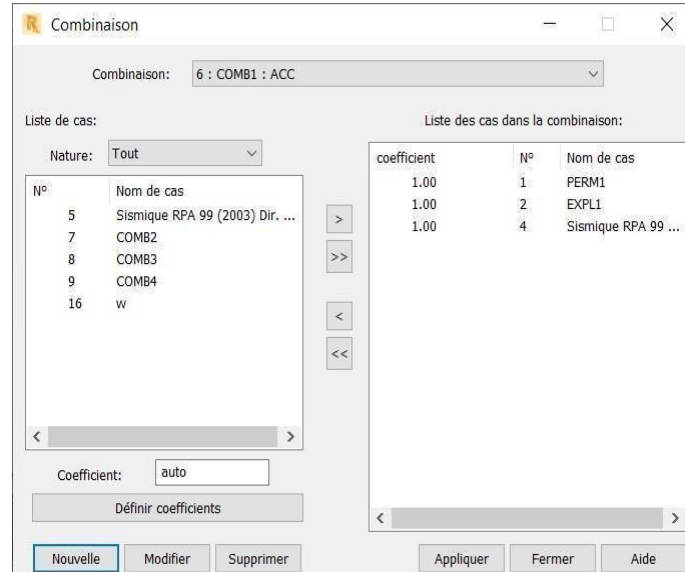 Combinaison
Combinaison: 6 : COMB1 : ACC
Liste de cas:
Nature: Tout
Nº Nom de cas
5 Sismique RPA 99 (2003) Dir. ...
7 COMB2
8 COMB3
9 COMB4
16 w
Coefficient: auto
Définir coefficients
Nouvelle Modifier Supprimer
>
>>
<
<<
Liste des cas dans la combinaison:
coefficient Nº Nom de cas
1.00 1 PERM1
1.00 2 EXPL1
1.00 4 Sismique RPA 99 ...
Appliquer Fermer Aide